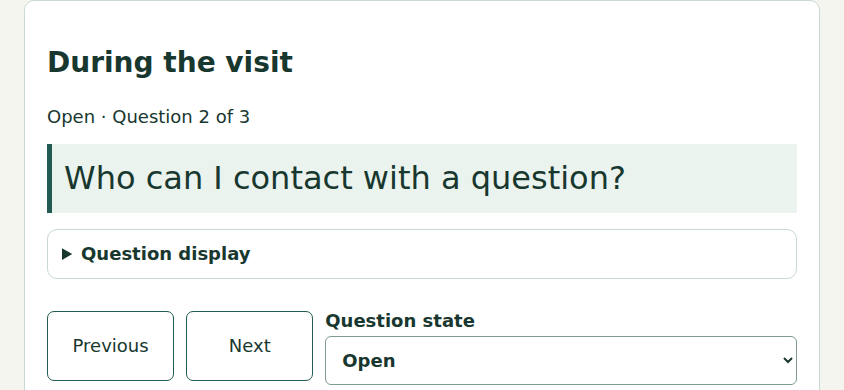 During the visit
Open · Question 2 of 3
Who can I contact with a question?
Question display
Previous
Next
Question state
Open